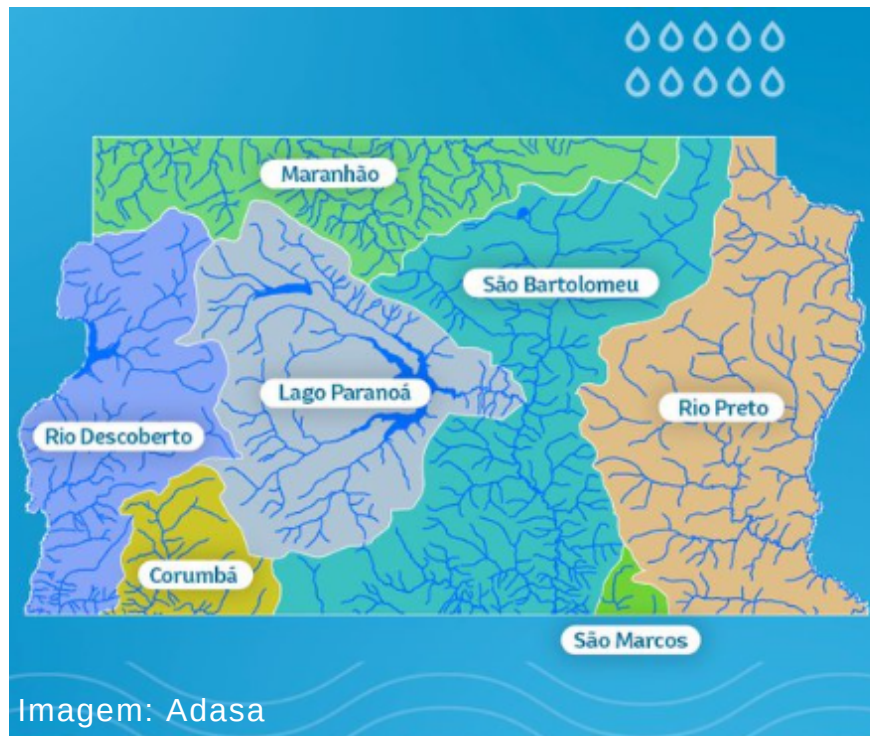 Maranhão
São Bartolomeu
Lago Paranoá
Rio Preto
Rio Descoberto
Corumbá
São Marcos
Imagem: Adasa